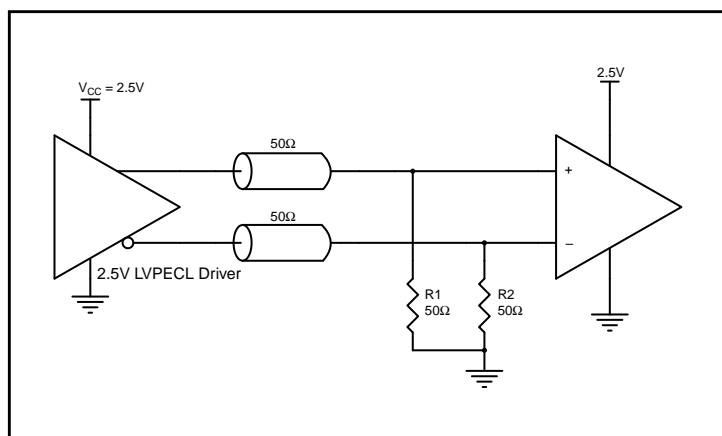 V_CC = 2.5V
2.5V
50Ω
+
50Ω
−
2.5V LVPECL Driver
R1
50Ω
R2
50Ω